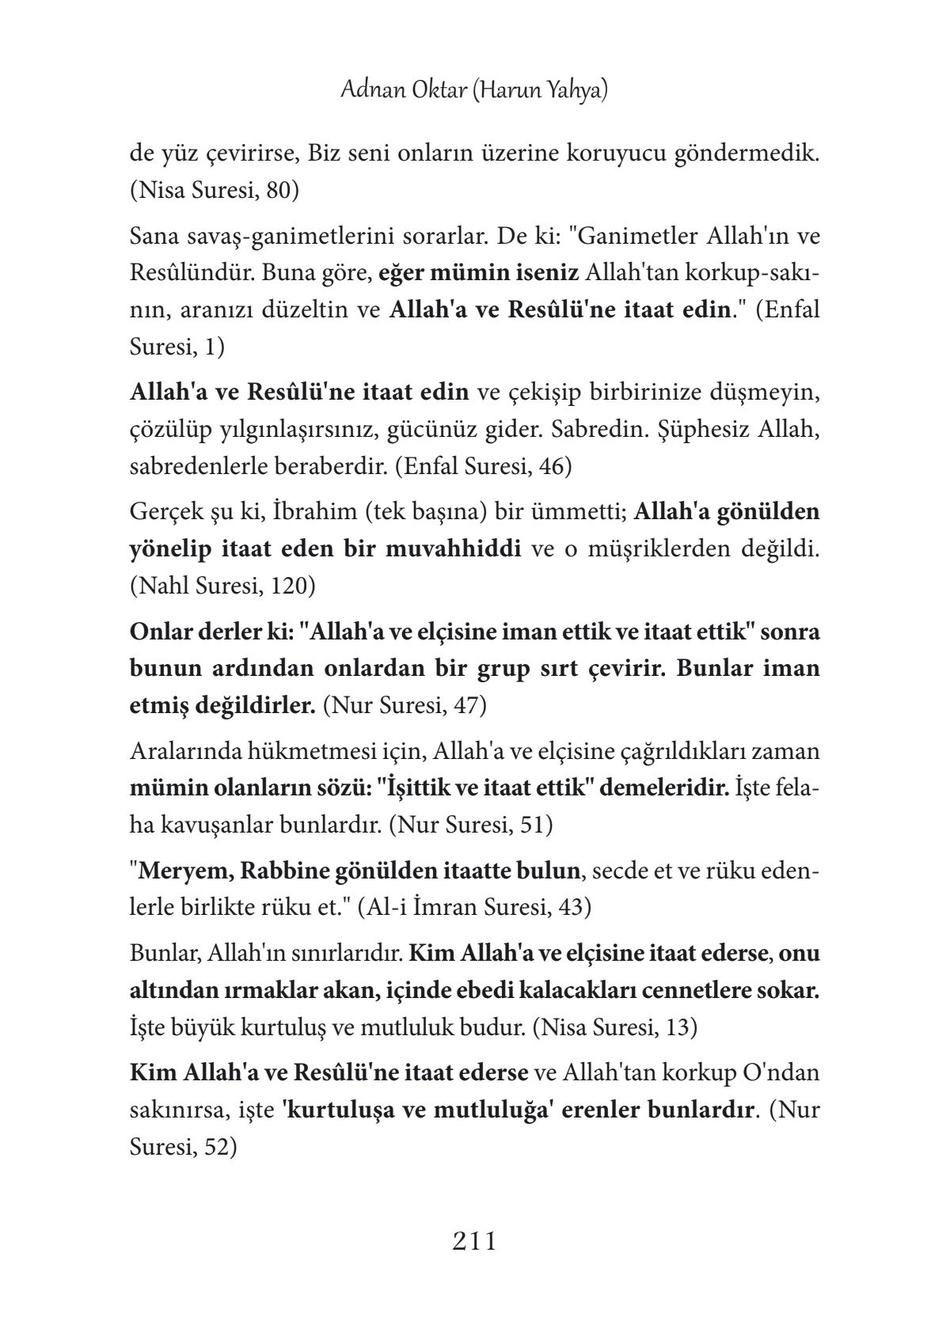 Adnan Oktar (Harun Yahya)
de yüz çevirirse, Biz seni onların üzerine koruyucu göndermedik.
(Nisa Suresi, 80)
Sana savaş-ganimetlerini sorarlar. De ki: "Ganimetler Allah'ın ve
Resûlündür. Buna göre, eğer mümin iseniz Allah'tan korkup-sakı-
nın, aranızı düzeltin ve Allah'a ve Resûlü'ne itaat edin." (Enfal
Suresi, 1)
Allah'a ve Resûlü'ne itaat edin ve çekişip birbirinize düşmeyin,
çözülüp yılgınlaşırsınız, gücünüz gider. Sabredin. Şüphesiz Allah,
sabredenlerle beraberdir. (Enfal Suresi, 46)
Gerçek şu ki, İbrahim (tek başına) bir ümmetti; Allah'a gönülden
yönelip itaat eden bir muvahhiddi ve o müşriklerden değildi.
(Nahl Suresi, 120)
Onlar derler ki: "Allah'a ve elçisine iman ettik ve itaat ettik" sonra
bunun ardından onlardan bir grup sırt çevirir. Bunlar iman
etmiş değildirler. (Nur Suresi, 47)
Aralarında hükmetmesi için, Allah'a ve elçisine çağrıldıkları zaman
mümin olanların sözü: "İşittik ve itaat ettik" demeleridir. İşte fela-
ha kavuşanlar bunlardır. (Nur Suresi, 51)
"Meryem, Rabbine gönülden itaatte bulun, secde et ve rüku eden-
lerle birlikte rüku et." (Al-i İmran Suresi, 43)
Bunlar, Allah'ın sınırlarıdır. Kim Allah'a ve elçisine itaat ederse, onu
altından ırmaklar akan, içinde ebedi kalacakları cennetlere sokar.
İşte büyük kurtuluş ve mutluluk budur. (Nisa Suresi, 13)
Kim Allah'a ve Resûlü'ne itaat ederse ve Allah'tan korkup O'ndan
sakınırsa, işte 'kurtuluşa ve mutluluğa' erenler bunlardır. (Nur
Suresi, 52)
211